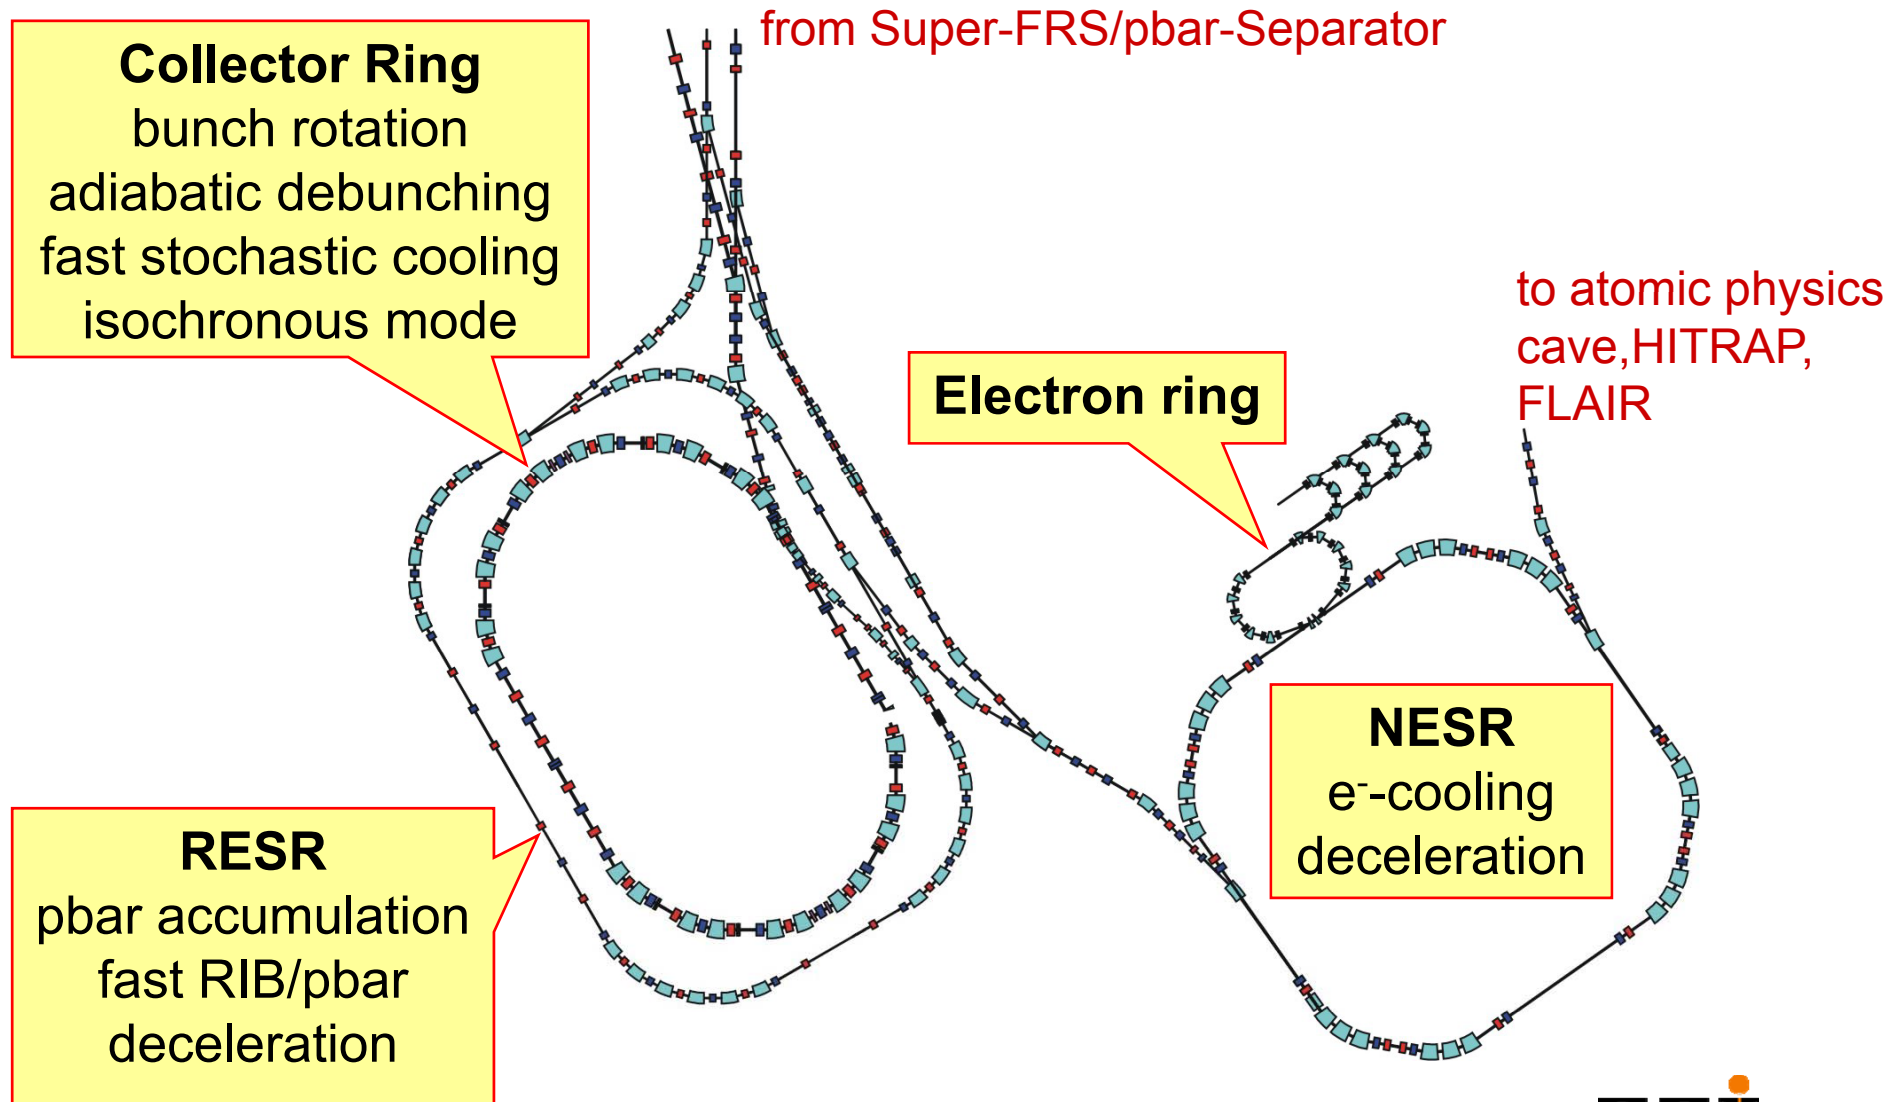 from Super-FRS/pbar-Separator
Collector Ring
bunch rotation
adiabatic debunching
fast stochastic cooling
isochronous mode
to atomic physics
cave,HITRAP,
FLAIR
Electron ring
NESR
e⁻-cooling
deceleration
RESR
pbar accumulation
fast RIB/pbar
deceleration